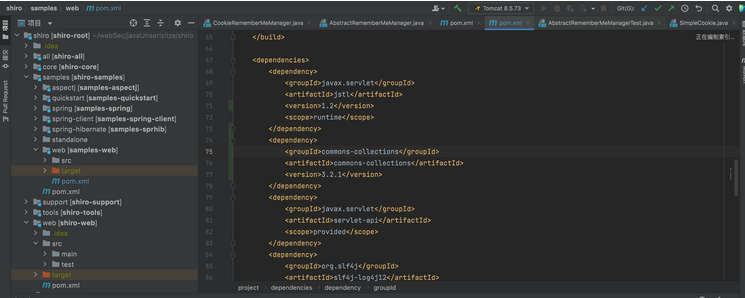 shiro › samples › web › pom.xml
Tomcat 8.5.73
Git(G):
项目
CookieRememberMeManager.java
AbstractRememberMeManager.java
pom.xml
pom.xml
AbstractRememberMeManagerTest.java
SimpleCookie.java
正在编制索引...
项目
提交
Pull Request
shiro [shiro-root] ~/webSec/javaUnserizlize/shiro
.idea
all [shiro-all]
core [shiro-core]
samples [shiro-samples]
aspectj [samples-aspectj]
quickstart [samples-quickstart]
spring [samples-spring]
spring-client [samples-spring-client]
spring-hibernate [samples-sprhib]
standalone
web [samples-web]
src
target
pom.xml
pom.xml
support [shiro-support]
tools [shiro-tools]
web [shiro-web]
.idea
src
main
test
target
pom.xml
65 </build>
66
67 <dependencies>
68 <dependency>
69 <groupId>javax.servlet</groupId>
70 <artifactId>jstl</artifactId>
71 <version>1.2</version>
72 <scope>runtime</scope>
73 </dependency>
74 <dependency>
75 <groupId>commons-collections</groupId>
76 <artifactId>commons-collections</artifactId>
77 <version>3.2.1</version>
78 </dependency>
79 <dependency>
80 <groupId>javax.servlet</groupId>
81 <artifactId>servlet-api</artifactId>
82 <scope>provided</scope>
83 </dependency>
84 <dependency>
85 <groupId>org.slf4j</groupId>
86 <artifactId>slf4j-log4j12</artifactId>
project › dependencies › dependency › groupId